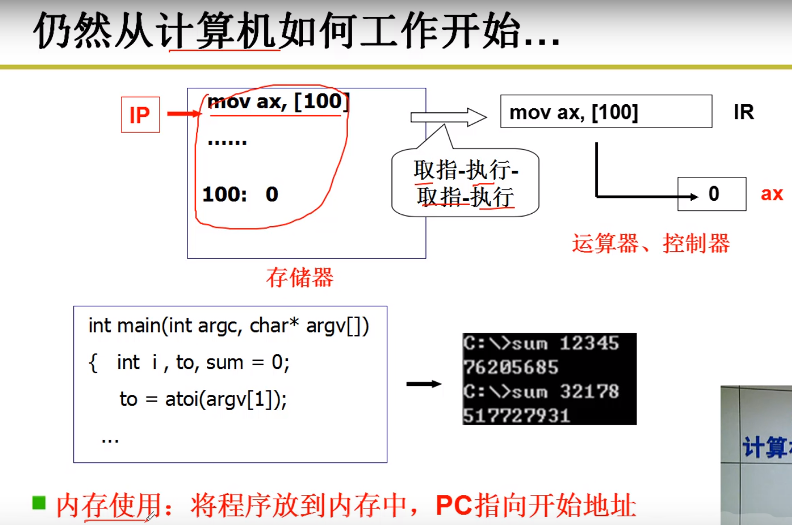 仍然从计算机如何工作开始...
IP
mov ax, [100]
......
100: 0
存储器
取指-执行-
取指-执行
mov ax, [100]
IR
0
ax
运算器、控制器
int main(int argc, char* argv[])
{ int i , to, sum = 0;
to = atoi(argv[1]);
...
C:\>sum 12345
76205685
C:\>sum 32178
517727931
计算
内存使用：将程序放到内存中，PC指向开始地址